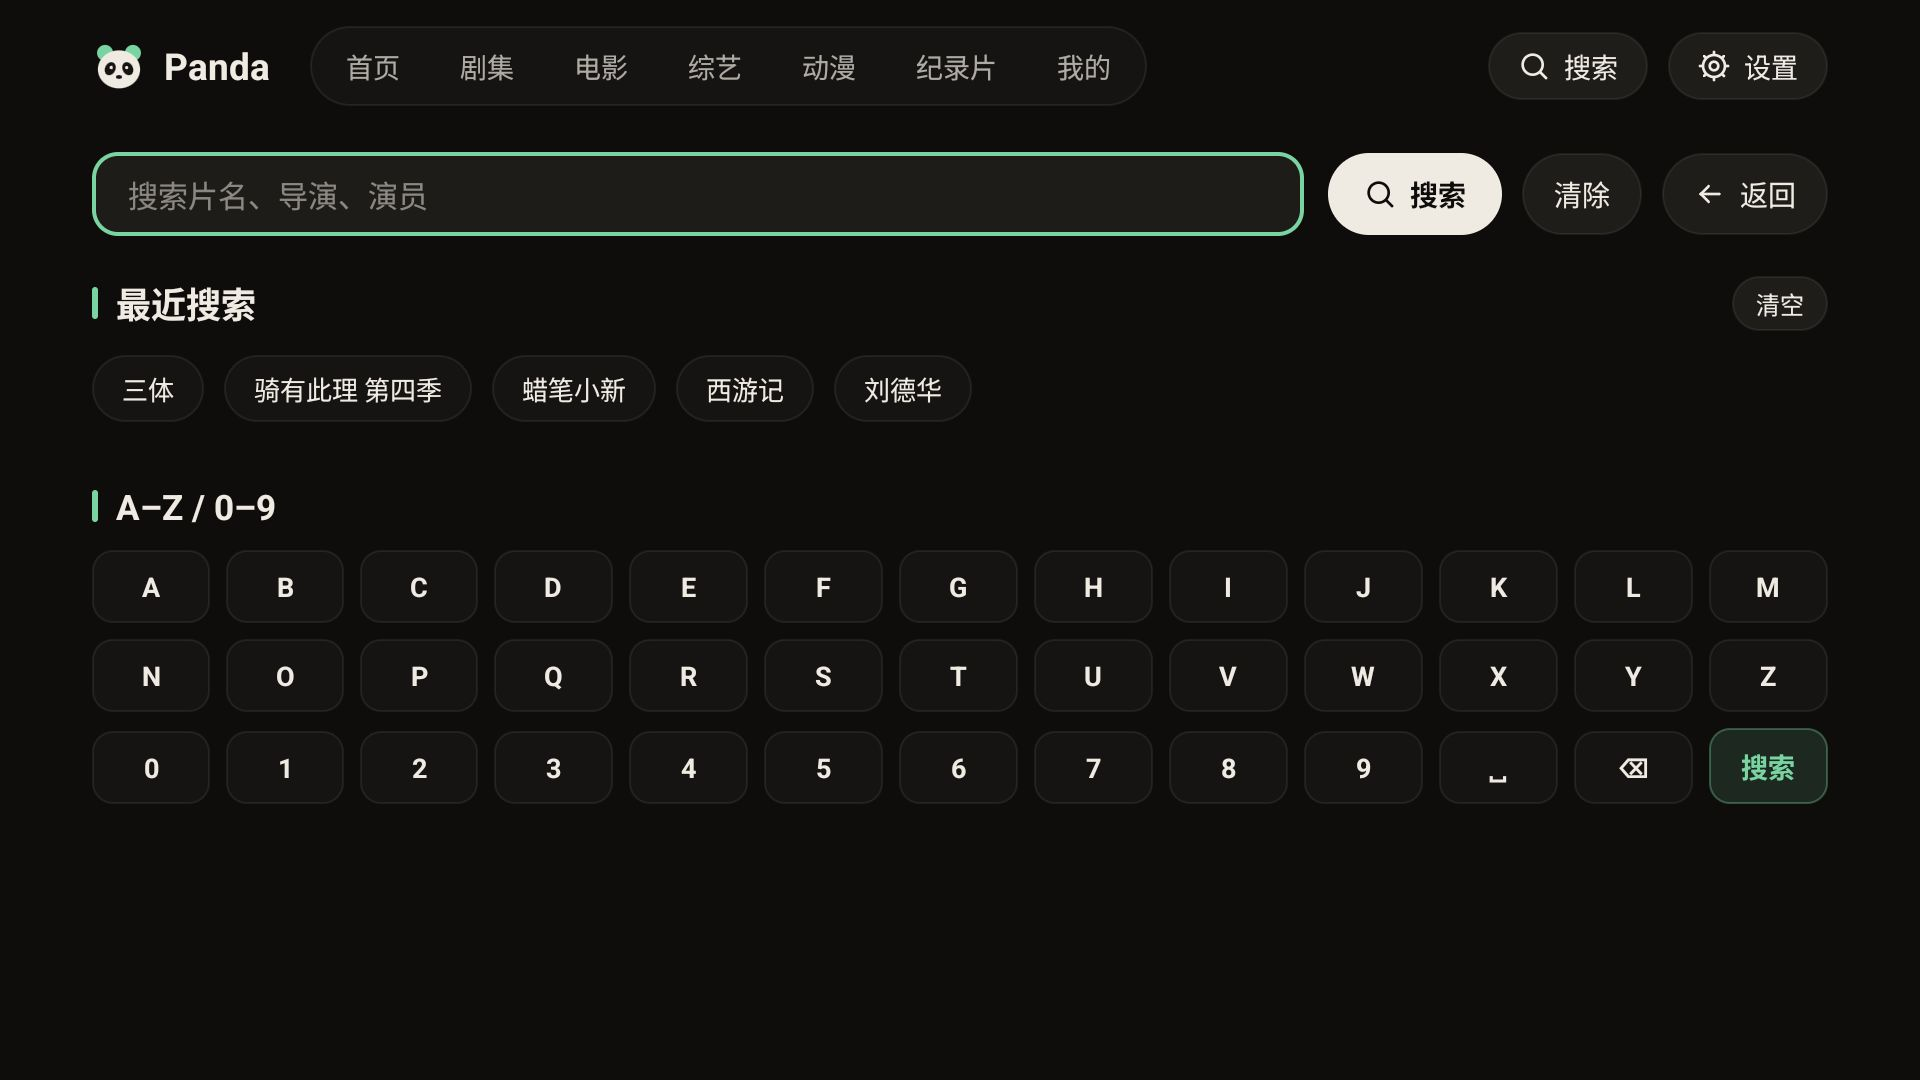 Panda 首页 剧集 电影 综艺 动漫 纪录片 我的 搜索 设置
搜索片名、导演、演员 搜索 清除 返回
最近搜索 清空
三体 骑有此理 第四季 蜡笔小新 西游记 刘德华
A–Z / 0–9
A B C D E F G H I J K L M
N O P Q R S T U V W X Y Z
0 1 2 3 4 5 6 7 8 9 ⌫ 搜索